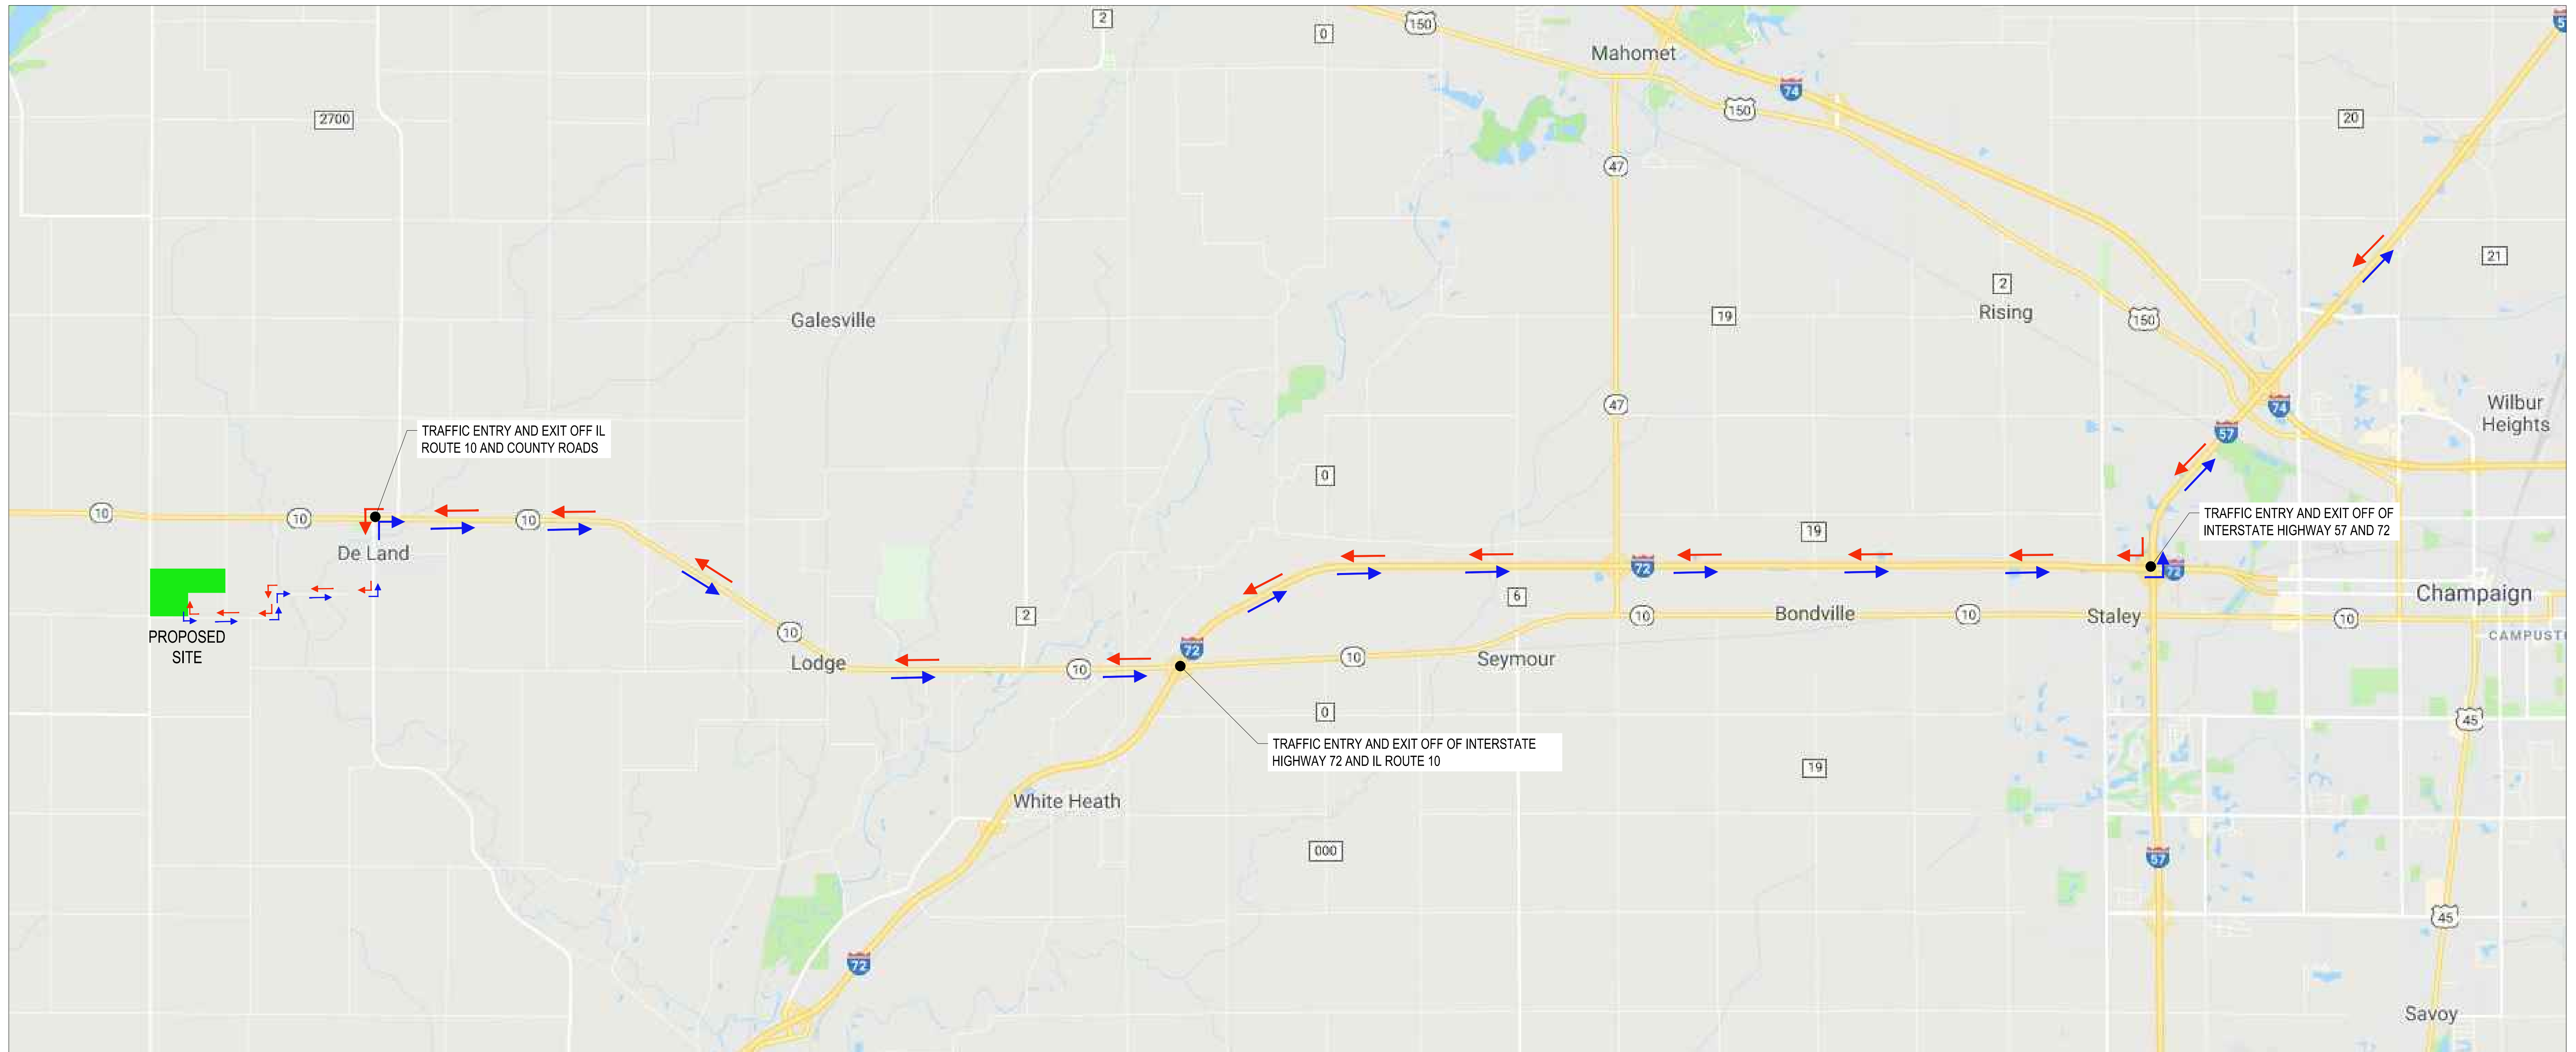 2
0
150
Mahomet
5
74
150
2700
20
47
21
2
Rising
19
Galesville
150
47
74
Wilbur
Heights
57
TRAFFIC ENTRY AND EXIT OFF IL
ROUTE 10 AND COUNTY ROADS
0
10
10
10
De Land
19
TRAFFIC ENTRY AND EXIT OFF OF
INTERSTATE HIGHWAY 57 AND 72
72
72
Champaign
6
2
10
Bondville
10
Staley
10
CAMPUST
PROPOSED
SITE
10
Lodge
72
10
10
Seymour
0
45
TRAFFIC ENTRY AND EXIT OFF OF INTERSTATE
HIGHWAY 72 AND IL ROUTE 10
19
White Heath
000
57
45
72
Savoy